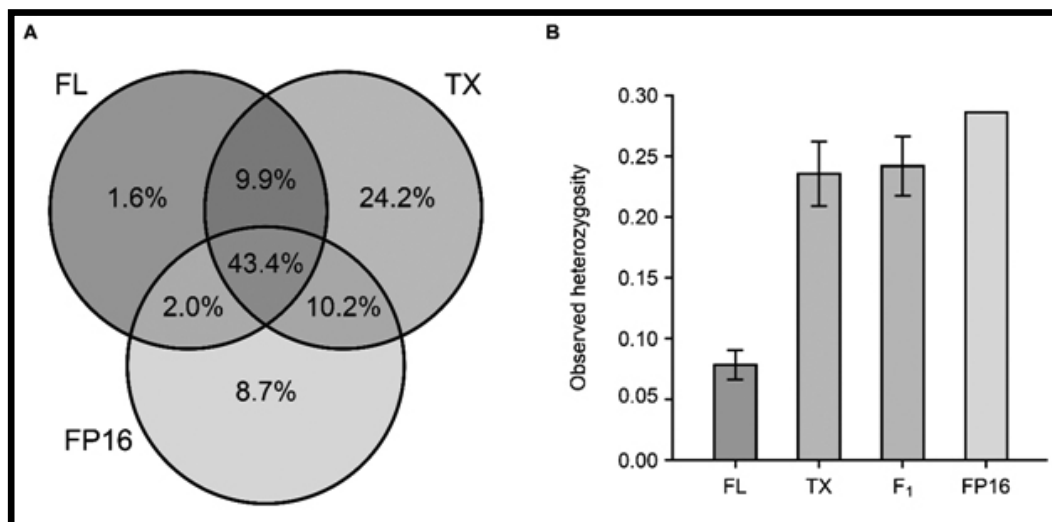 A
FL
TX
1.6%
9.9%
24.2%
43.4%
2.0%
10.2%
8.7%
FP16
B
Observed heterozygosity
0.30
0.25
0.20
0.15
0.10
0.05
0.00
FL TX F₁ FP16